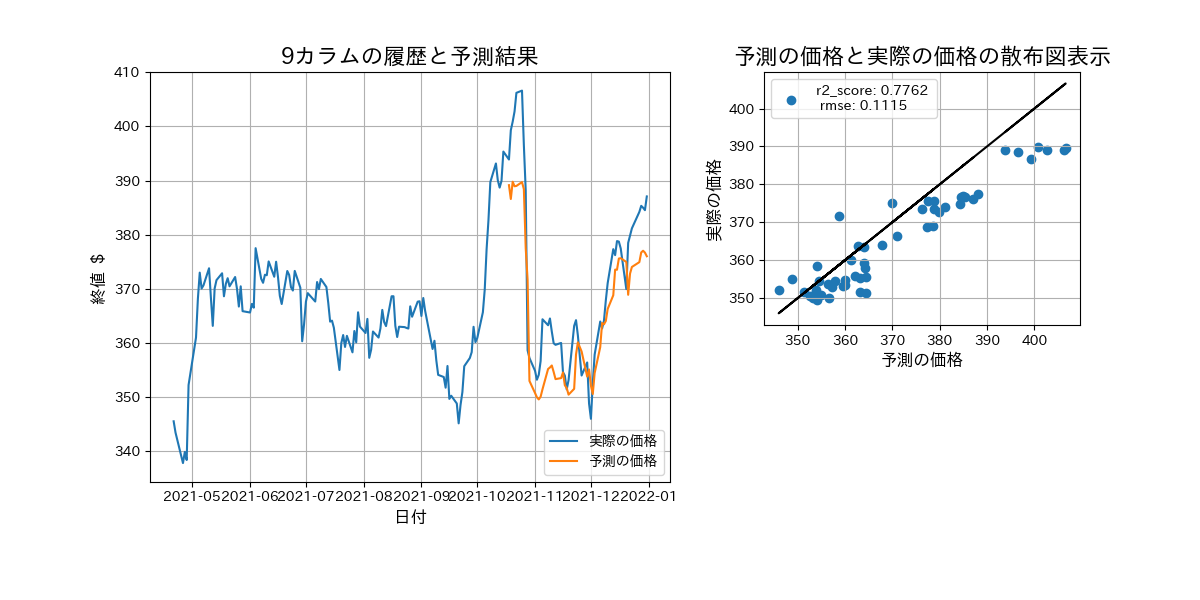 9カラムの履歴と予測結果
410
400
390
380
370
360
350
340
終値 $
2021-05
2021-06
2021-07
2021-08
2021-09
2021-10
2021-11
2021-12
2022-01
日付
実際の価格
予測の価格
予測の価格と実際の価格の散布図表示
r2_score: 0.7762
rmse: 0.1115
400
390
380
370
360
350
実際の価格
350
360
370
380
390
400
予測の価格